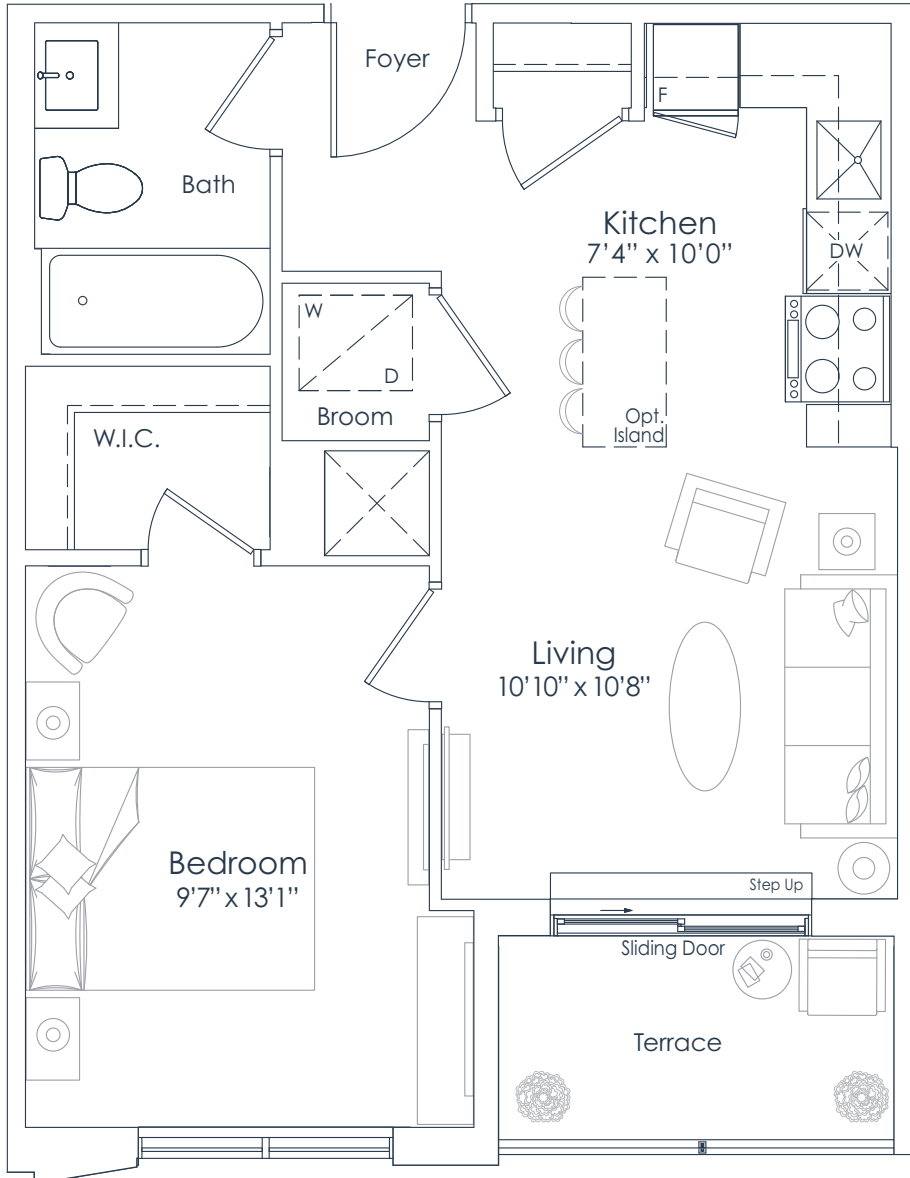 Foyer
F
Bath
Kitchen
7’4” x 10’0”
DW
W
D
Broom
Opt.
Island
W.I.C.
Living
10’10” x 10’8”
Bedroom
9’7” x 13’1”
Step Up
Sliding Door
Terrace